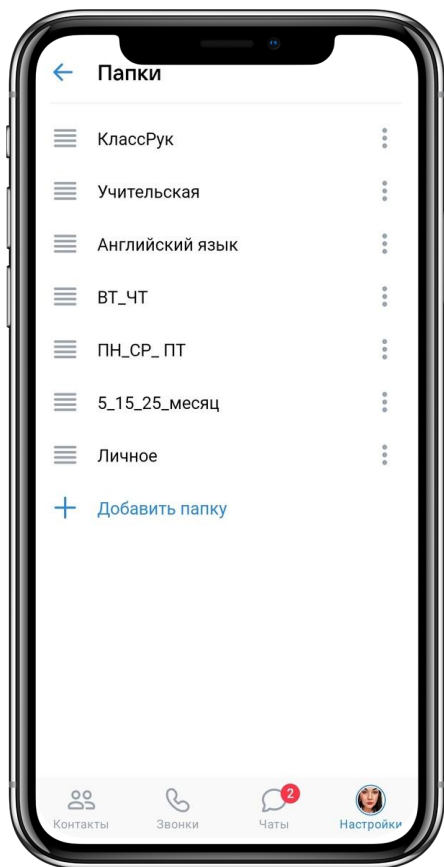 Папки
КлассРук
Учительская
Английский язык
ВТ_ЧТ
ПН_СР_ ПТ
5_15_25_месяц
Личное
Добавить папку
2
Контакты
Звонки
Чаты
Настройки